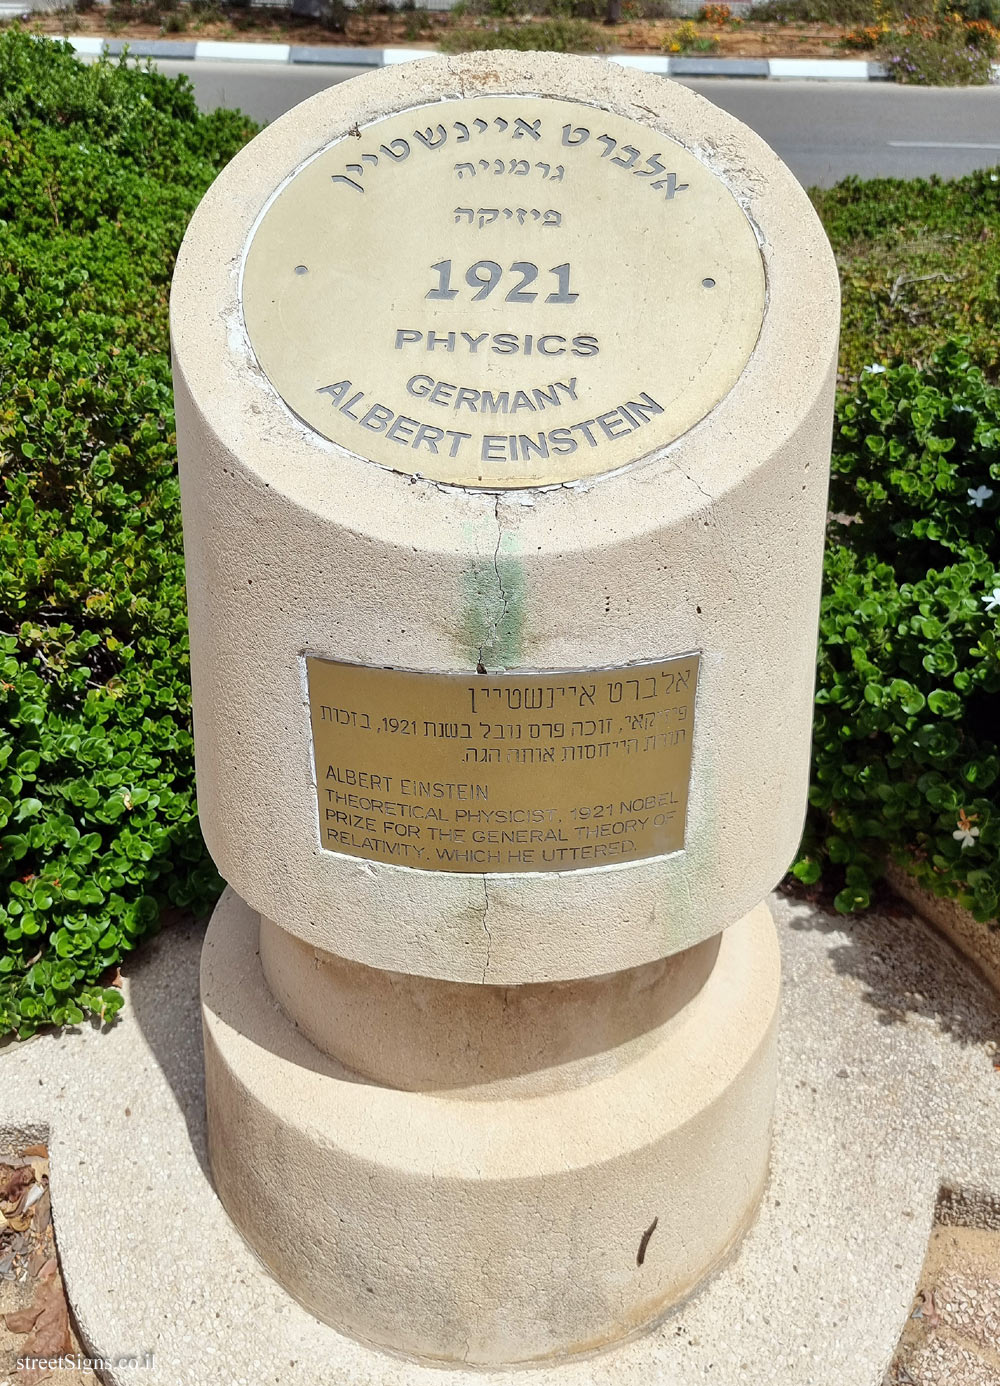 אלברט איינשטיין
גרמניה
פיזיקה
1921
PHYSICS
GERMANY
ALBERT EINSTEIN
אלברט איינשטיין
פיזיקאי, זוכה פרס נובל בשנת 1921, בזכות
תורת הייחסות אותה הגה.
ALBERT EINSTEIN
THEORETICAL PHYSICIST, 1921 NOBEL
PRIZE FOR THE GENERAL THEORY OF
RELATIVITY, WHICH HE UTTERED.
streetSigns.co.il